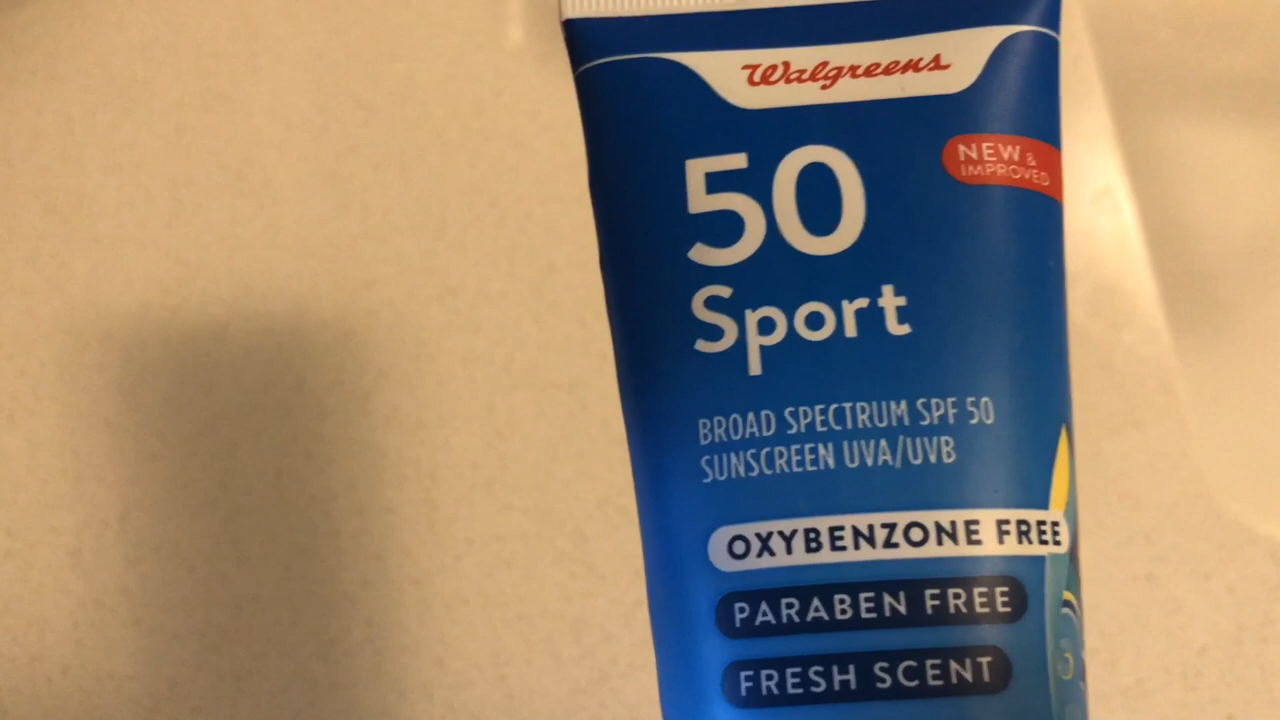 Walgreens
50
NEW &
IMPROVED
Sport
BROAD SPECTRUM SPF 50
SUNSCREEN UVA/UVB
OXYBENZONE FREE
PARABEN FREE
FRESH SCENT